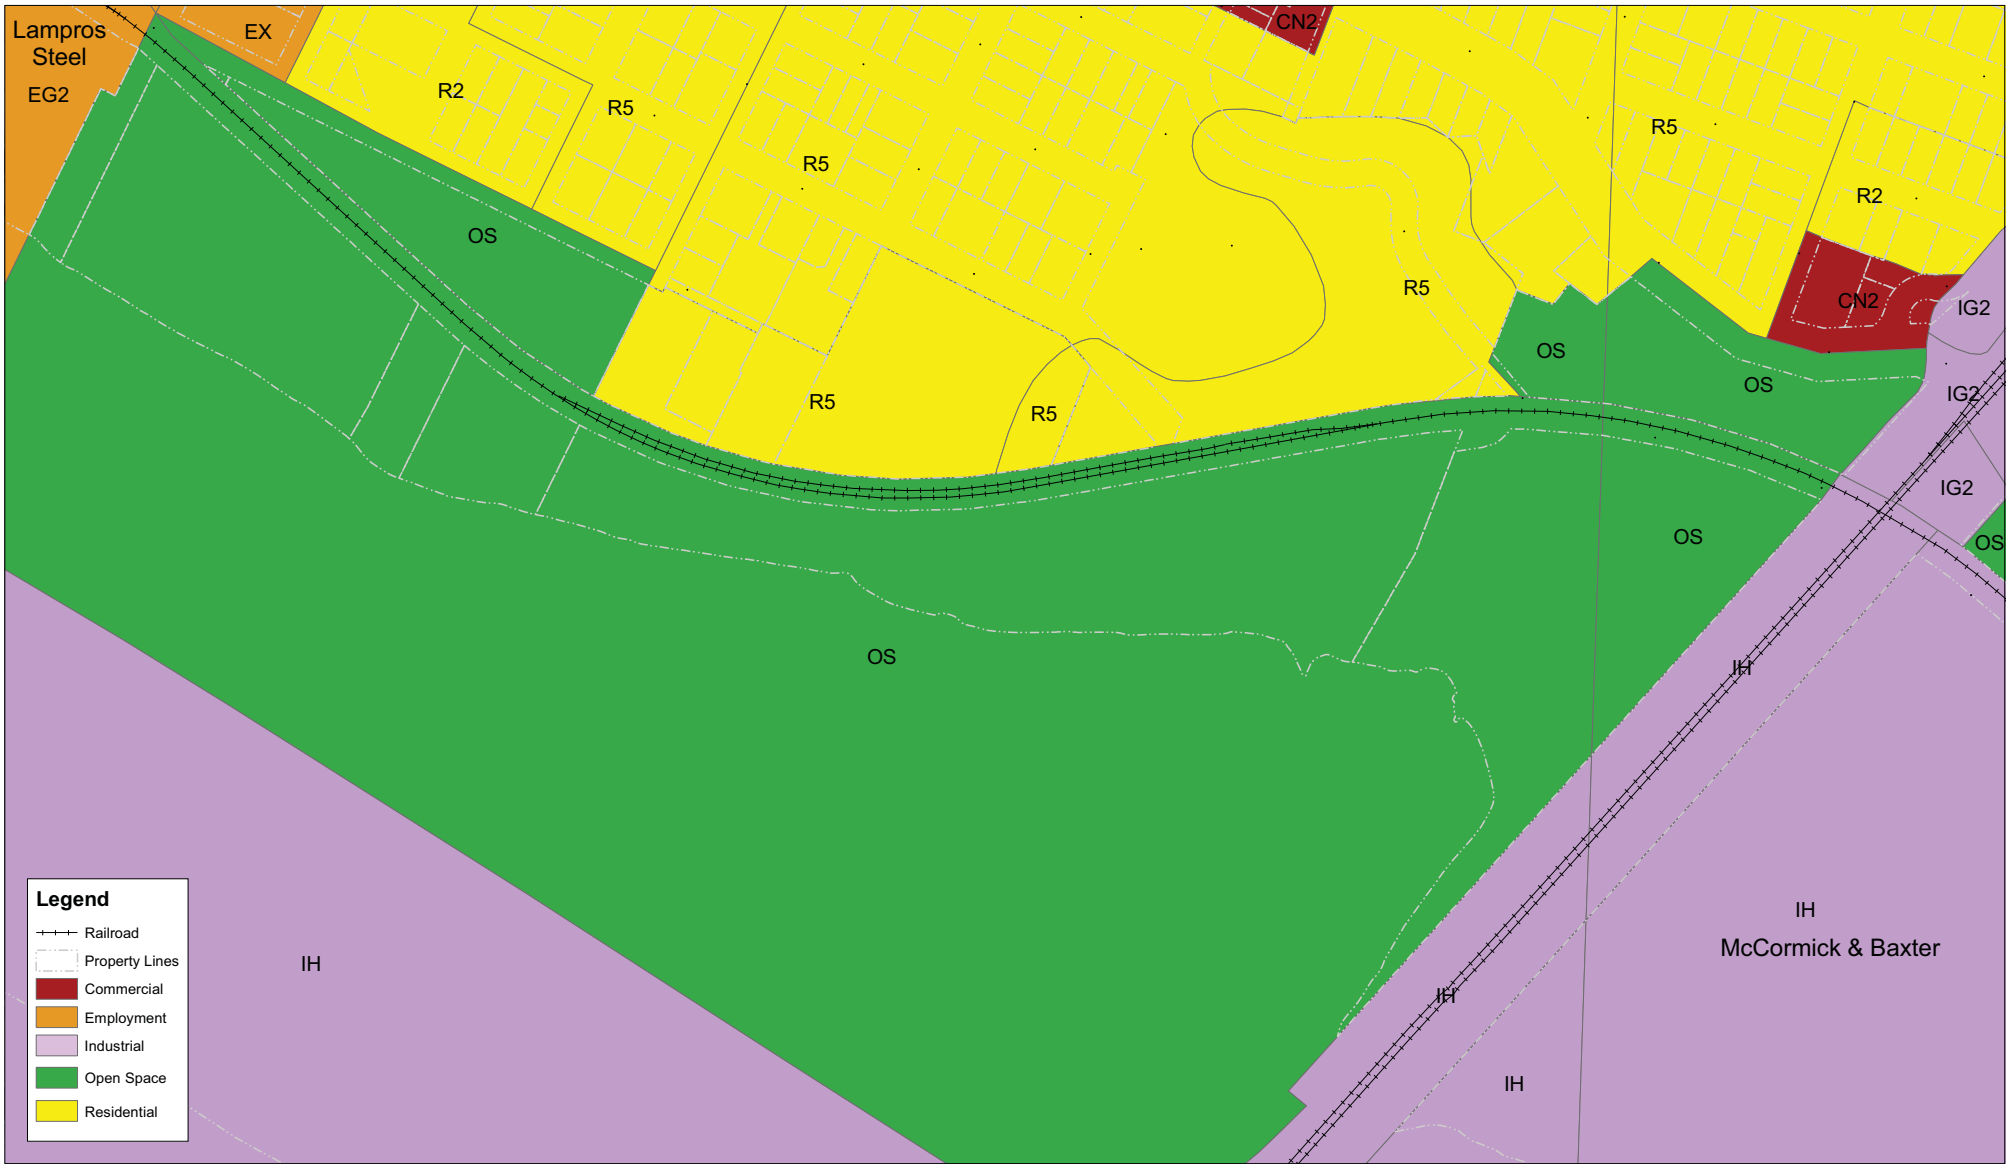 Lampros
Steel
EG2
EX
CN2
R2
R5
R5
R5
R2
OS
R5
CN2
IG2
OS
OS
R5
R5
IG2
IG2
OS
OS
OS
IH
IH
McCormick & Baxter
IH
IH
IH
Legend
Railroad
Property Lines
Commercial
Employment
Industrial
Open Space
Residential